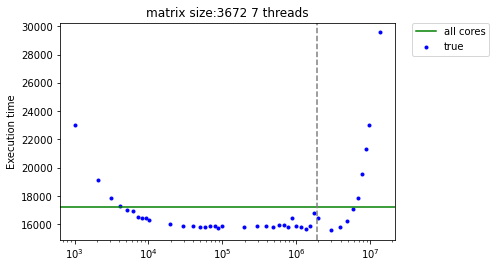 matrix size:3672 7 threads
all cores
true
Execution time
30000
28000
26000
24000
22000
20000
18000
16000
10³ 10⁴ 10⁵ 10⁶ 10⁷